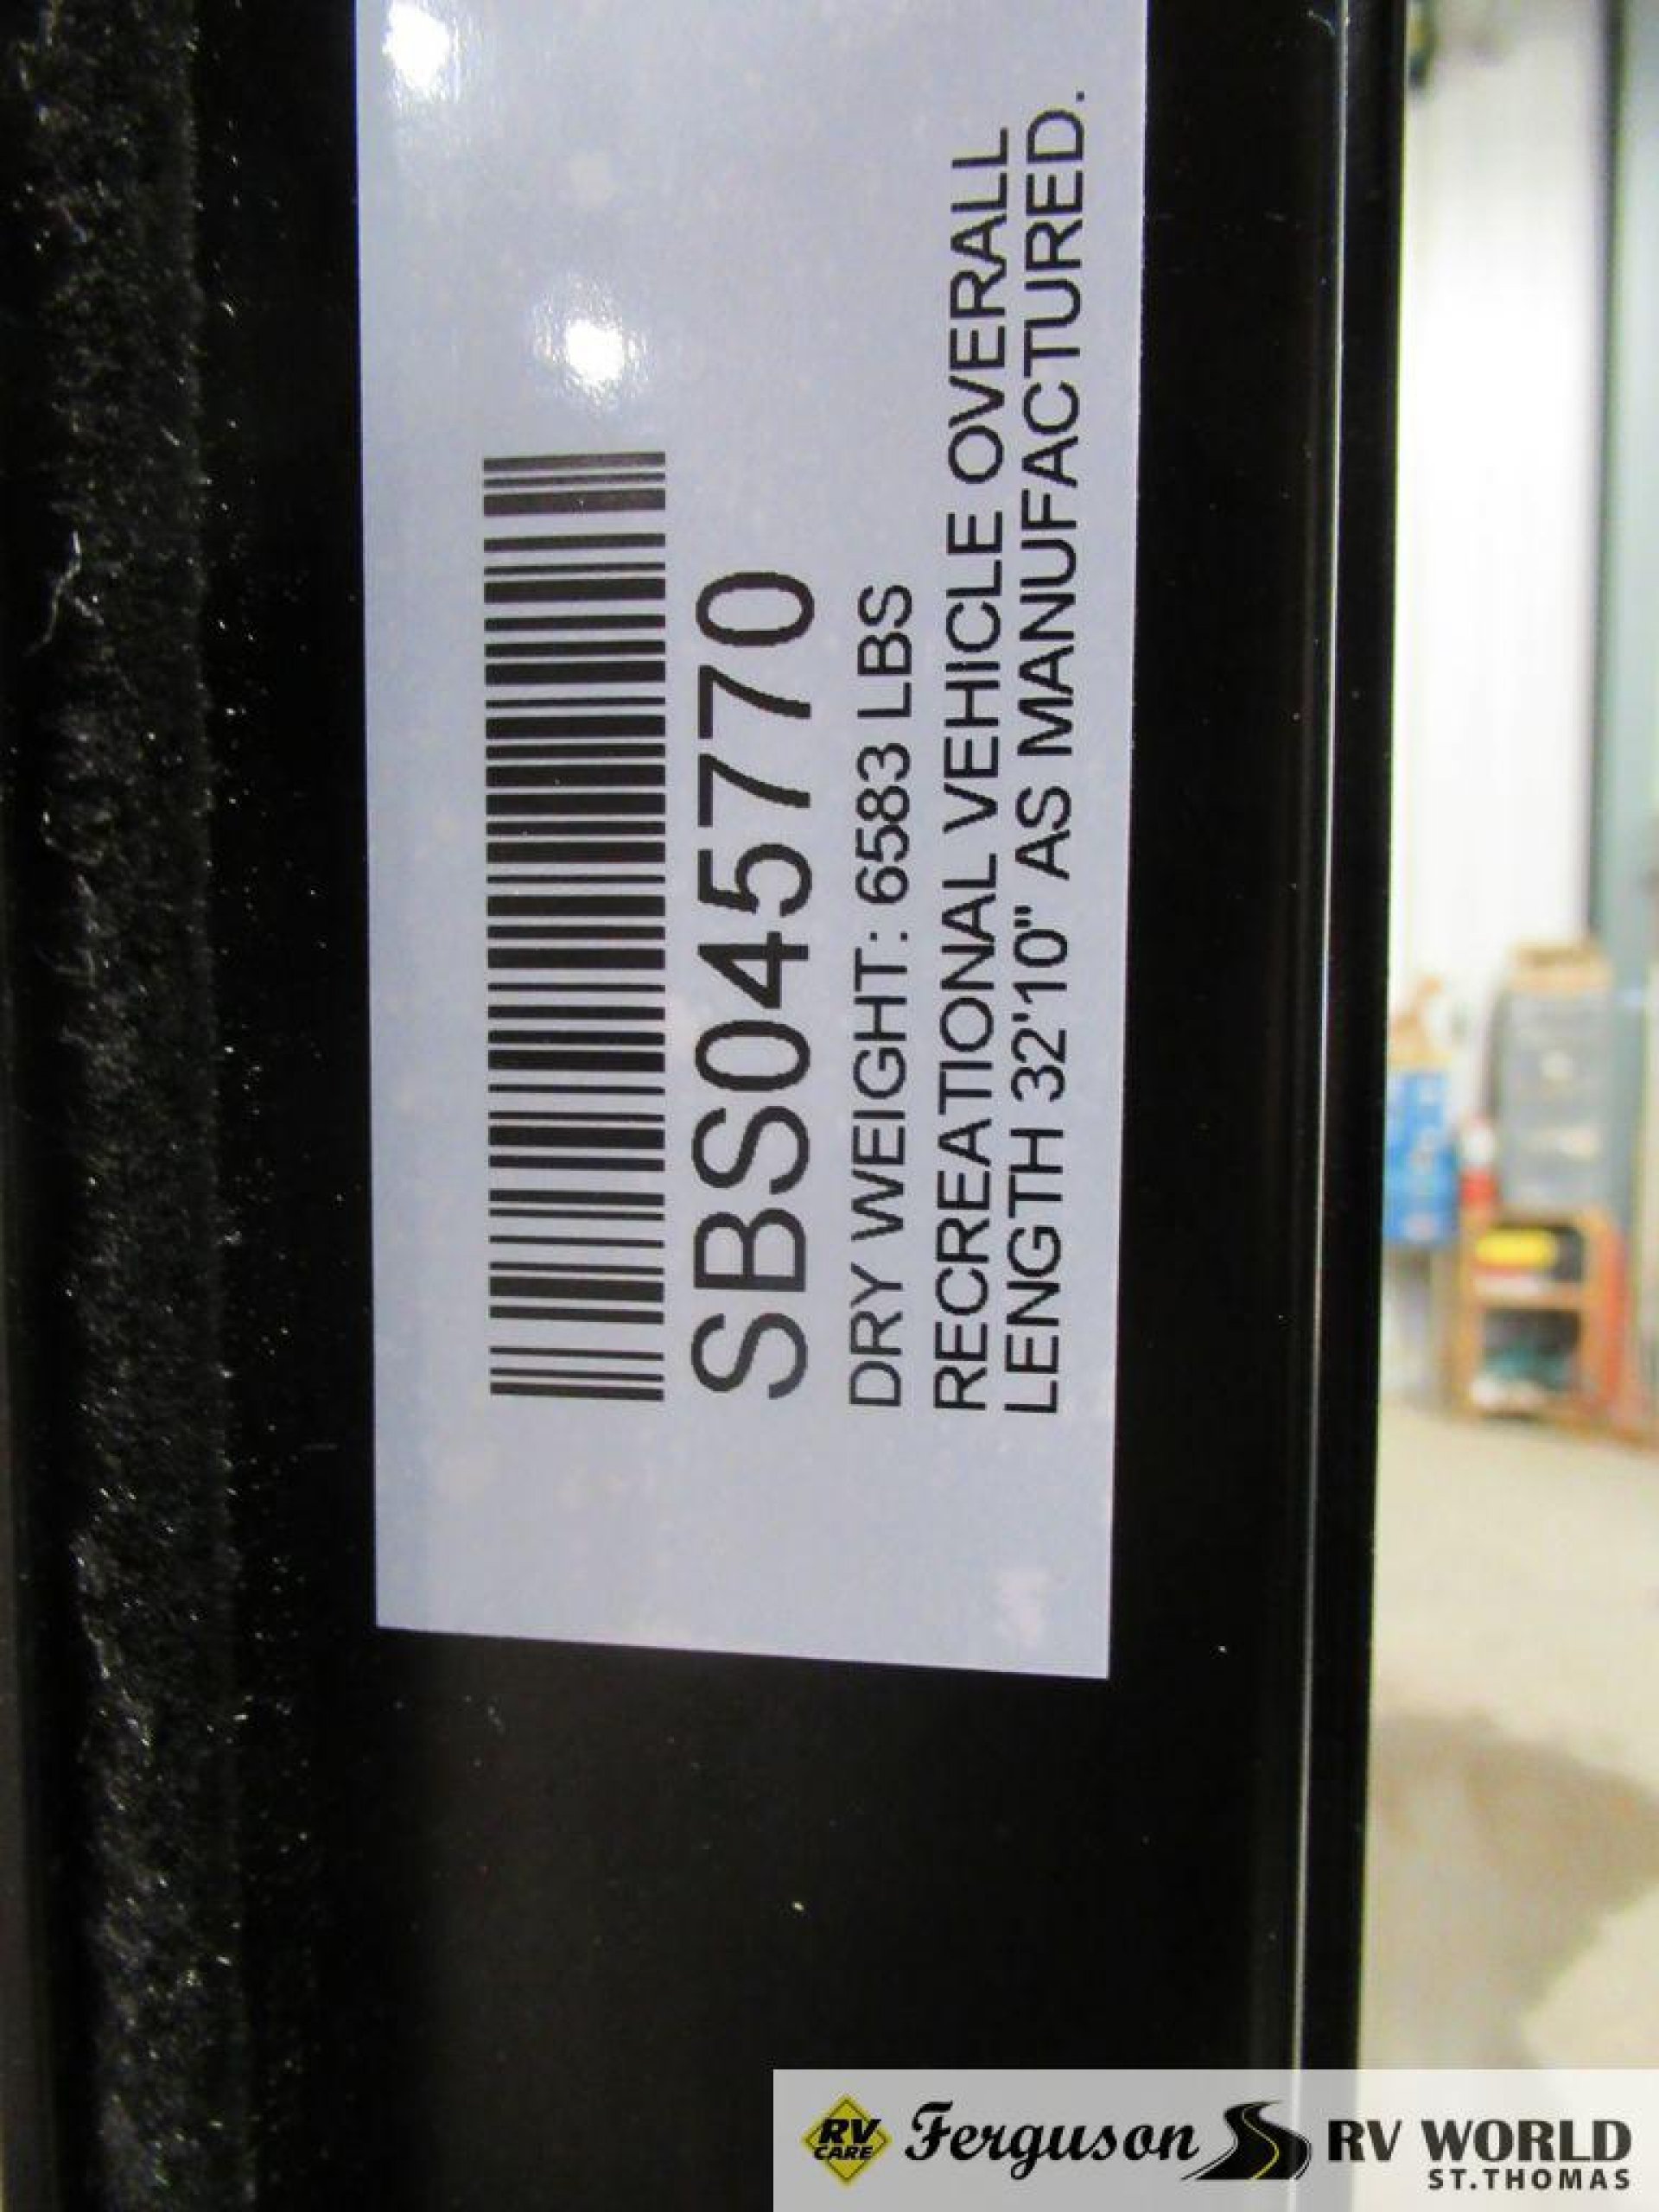 SBS045770
DRY WEIGHT: 6583 LBS
RECREATIONAL VEHICLE OVERALL
LENGTH 32'10" AS MANUFACTURED.
RV
CARE
Ferguson RV WORLD
ST.THOMAS